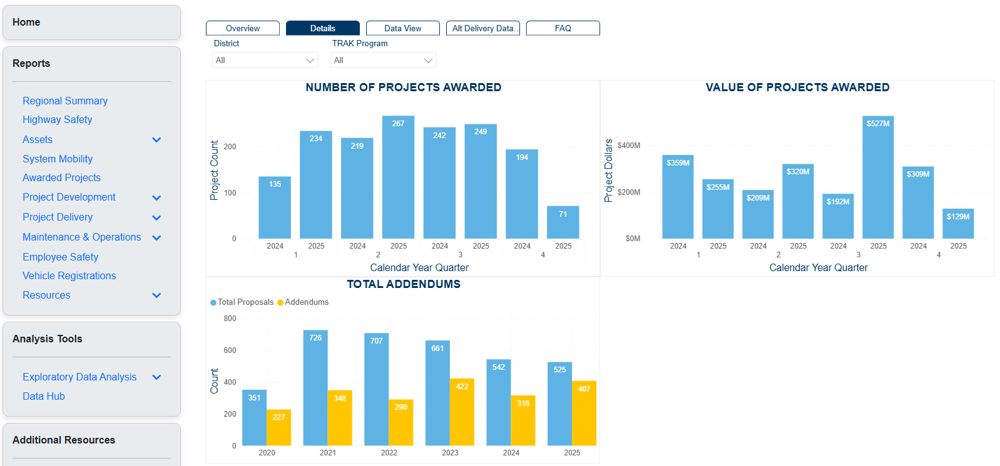 Home
Reports
Regional Summary
Highway Safety
Assets
System Mobility
Awarded Projects
Project Development
Project Delivery
Maintenance & Operations
Employee Safety
Vehicle Registrations
Resources
Analysis Tools
Exploratory Data Analysis
Data Hub
Additional Resources
Overview Details Data View Alt Delivery Data.. FAQ
District TRAK Program
All All
NUMBER OF PROJECTS AWARDED
Project Count
200
100
0
135 234 219 267 242 249 194 71
2024 2025 2024 2025 2024 2025 2024 2025
1 2 3 4
Calendar Year Quarter
VALUE OF PROJECTS AWARDED
Project Dollars
$400M
$200M
$0M
$359M $255M $209M $320M $192M $527M $309M $129M
2024 2025 2024 2025 2024 2025 2024 2025
1 2 3 4
Calendar Year Quarter
TOTAL ADDENDUMS
Total Proposals Addendums
Count
800
600
400
200
0
351 227 726 348 707 290 661 422 542 316 525 407
2020 2021 2022 2023 2024 2025